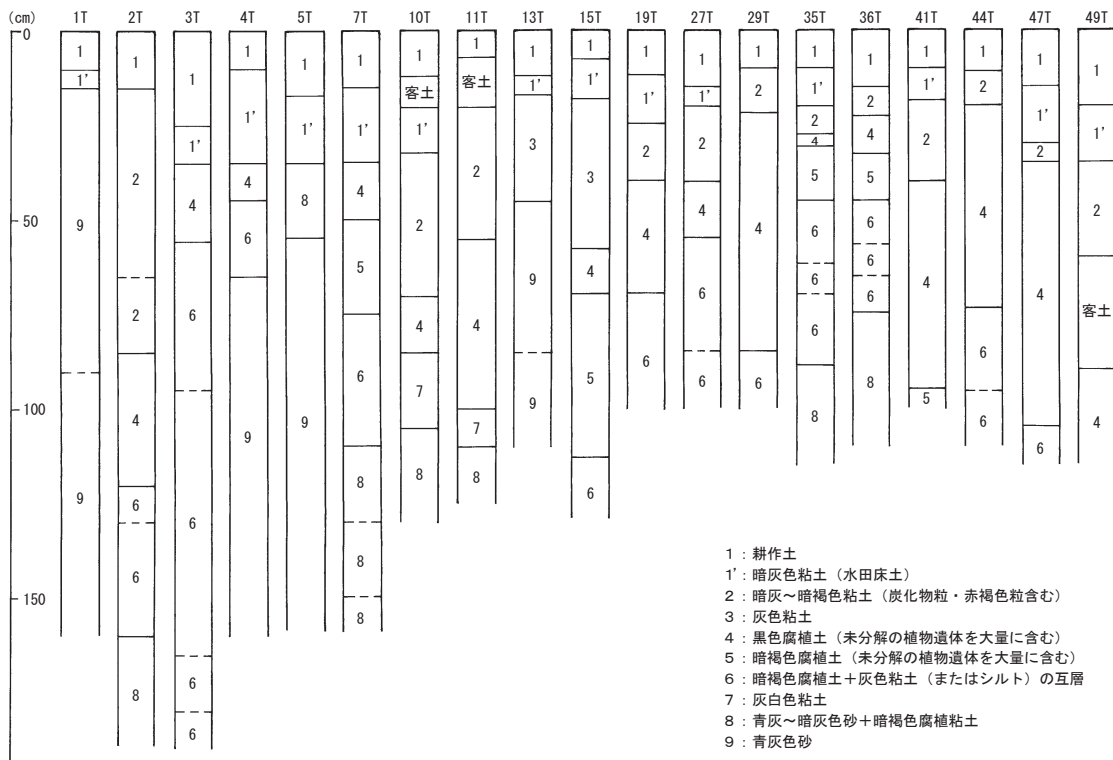 (cm) 1T 2T 3T 4T 5T 7T 10T 11T 13T 15T 19T 27T 29T 35T 36T 41T 44T 47T 49T
0
50
100
150
1 1' 9 9
1 2 2 4 6 6 8
1 1' 4 6 6 6 6
1 1' 4 6 9
1 1' 8 9
1 1' 4 5 6 8 8 8
1 客土 1' 2 4 7 8
1 客土 2 4 7 8
1 1' 3 9 9
1 1' 3 4 5 6
1 1' 2 4 6
1 1' 2 4 6 6
1 2 4 6
1 1' 2 4 5 6 6 6 8
1 2 4 5 6 6 6 8
1 1' 2 4 5
1 2 4 6 6
1 1' 2 4 6
1 1' 2 客土 4
1：耕作土
1'：暗灰色粘土（水田床土）
2：暗灰～暗褐色粘土（炭化物粒・赤褐色粒含む）
3：灰色粘土
4：黒色腐植土（未分解の植物遺体を大量に含む）
5：暗褐色腐植土（未分解の植物遺体を大量に含む）
6：暗褐色腐植土＋灰色粘土（またはシルト）の互層
7：灰白色粘土
8：青灰～暗灰色砂＋暗褐色腐植粘土
9：青灰色砂